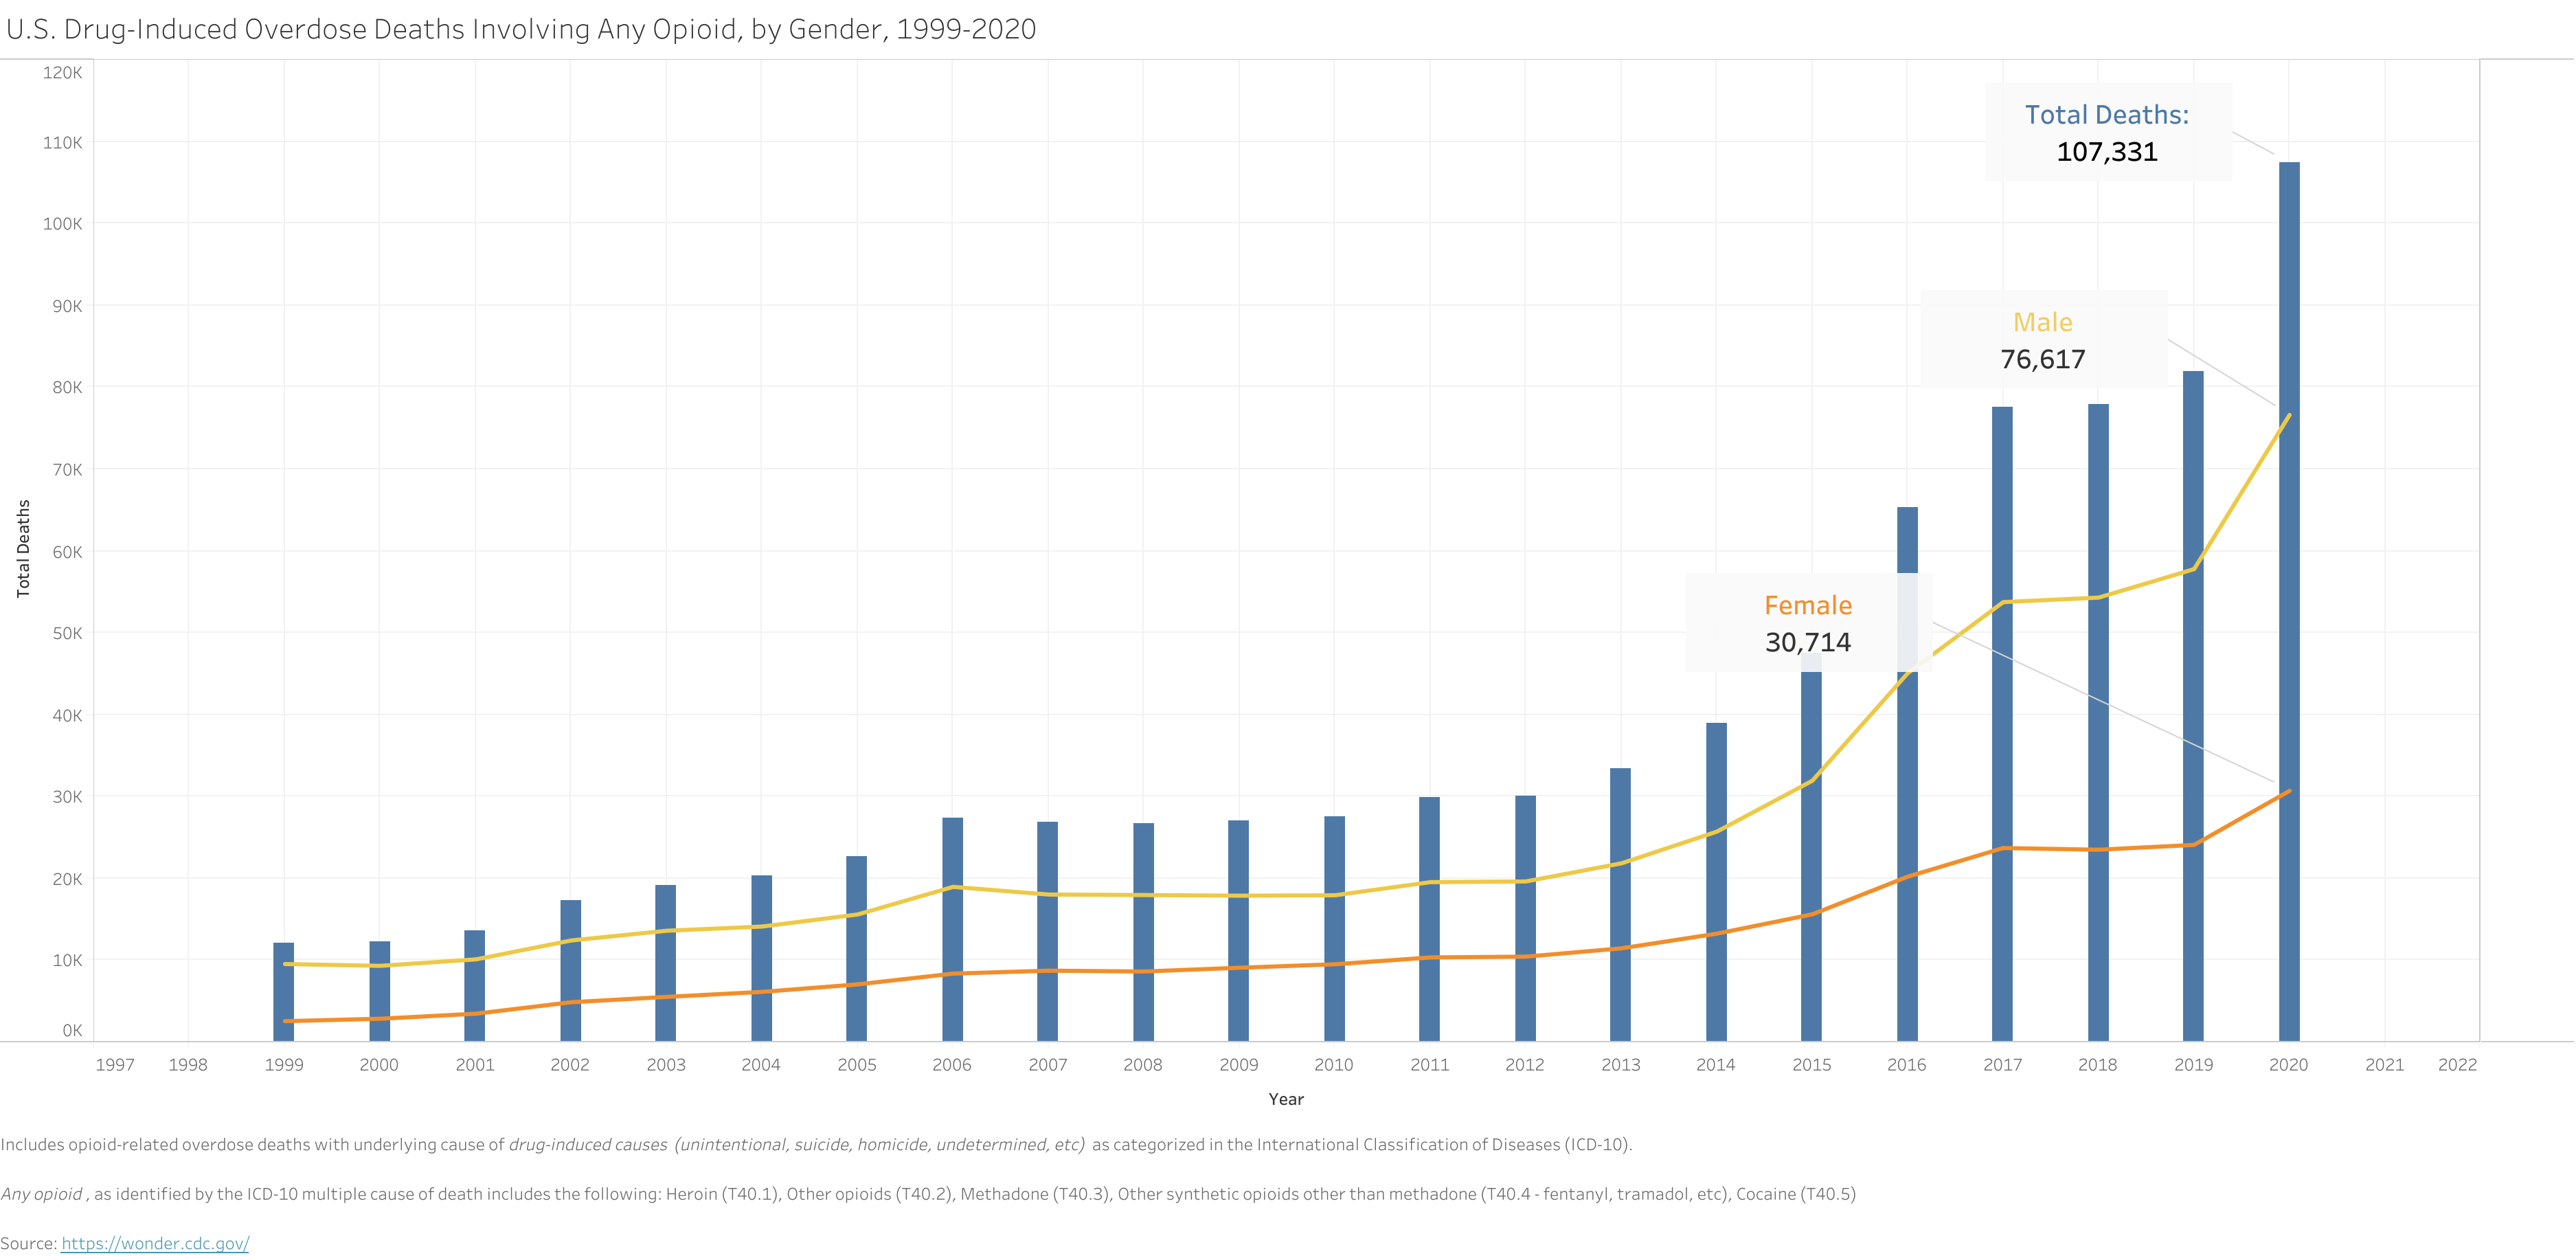 U.S. Drug-Induced Overdose Deaths Involving Any Opioid, by Gender, 1999-2020
120K
110K
100K
90K
80K
70K
60K
50K
40K
30K
20K
10K
0K
Total Deaths
Total Deaths:
107,331
Male
76,617
Female
30,714
1997 1998 1999 2000 2001 2002 2003 2004 2005 2006 2007 2008 2009 2010 2011 2012 2013 2014 2015 2016 2017 2018 2019 2020 2021 2022
Year
Includes opioid-related overdose deaths with underlying cause of drug-induced causes (unintentional, suicide, homicide, undetermined, etc) as categorized in the International Classification of Diseases (ICD-10).
Any opioid , as identified by the ICD-10 multiple cause of death includes the following: Heroin (T40.1), Other opioids (T40.2), Methadone (T40.3), Other synthetic opioids other than methadone (T40.4 - fentanyl, tramadol, etc), Cocaine (T40.5)
Source: https://wonder.cdc.gov/